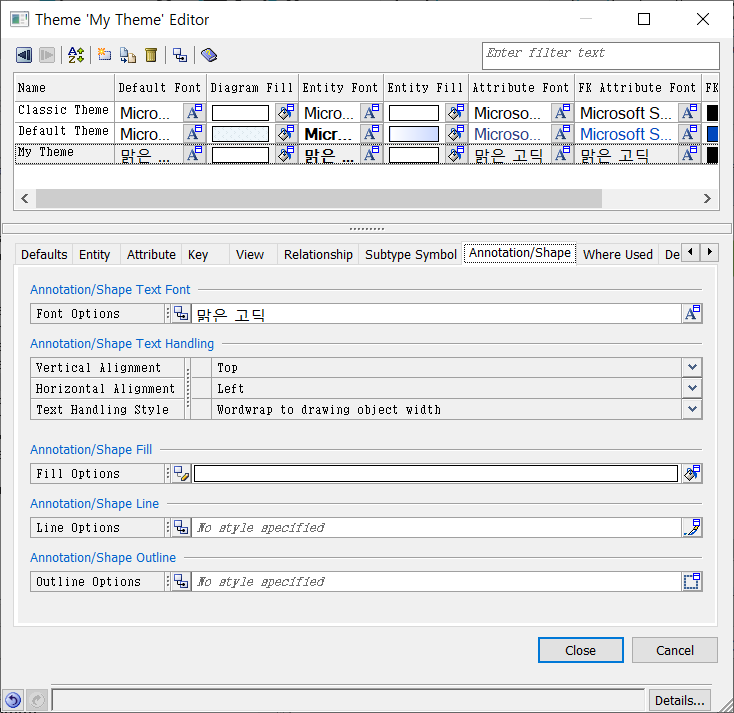 Theme 'My Theme' Editor
Enter filter text
Name Default Font Diagram Fill Entity Font Entity Fill Attribute Font FK Attribute Font FK
Classic Theme Micro... Micro... Microso... Microsoft S...
Default Theme Micro... Micr... Microso... Microsoft S...
My Theme 맑은 ... 맑은 ... 맑은 고딕 맑은 고딕
Defaults Entity Attribute Key View Relationship Subtype Symbol Annotation/Shape Where Used De
Annotation/Shape Text Font
Font Options 맑은 고딕
Annotation/Shape Text Handling
Vertical Alignment Top
Horizontal Alignment Left
Text Handling Style Wordwrap to drawing object width
Annotation/Shape Fill
Fill Options
Annotation/Shape Line
Line Options No style specified
Annotation/Shape Outline
Outline Options No style specified
Close Cancel
Details...